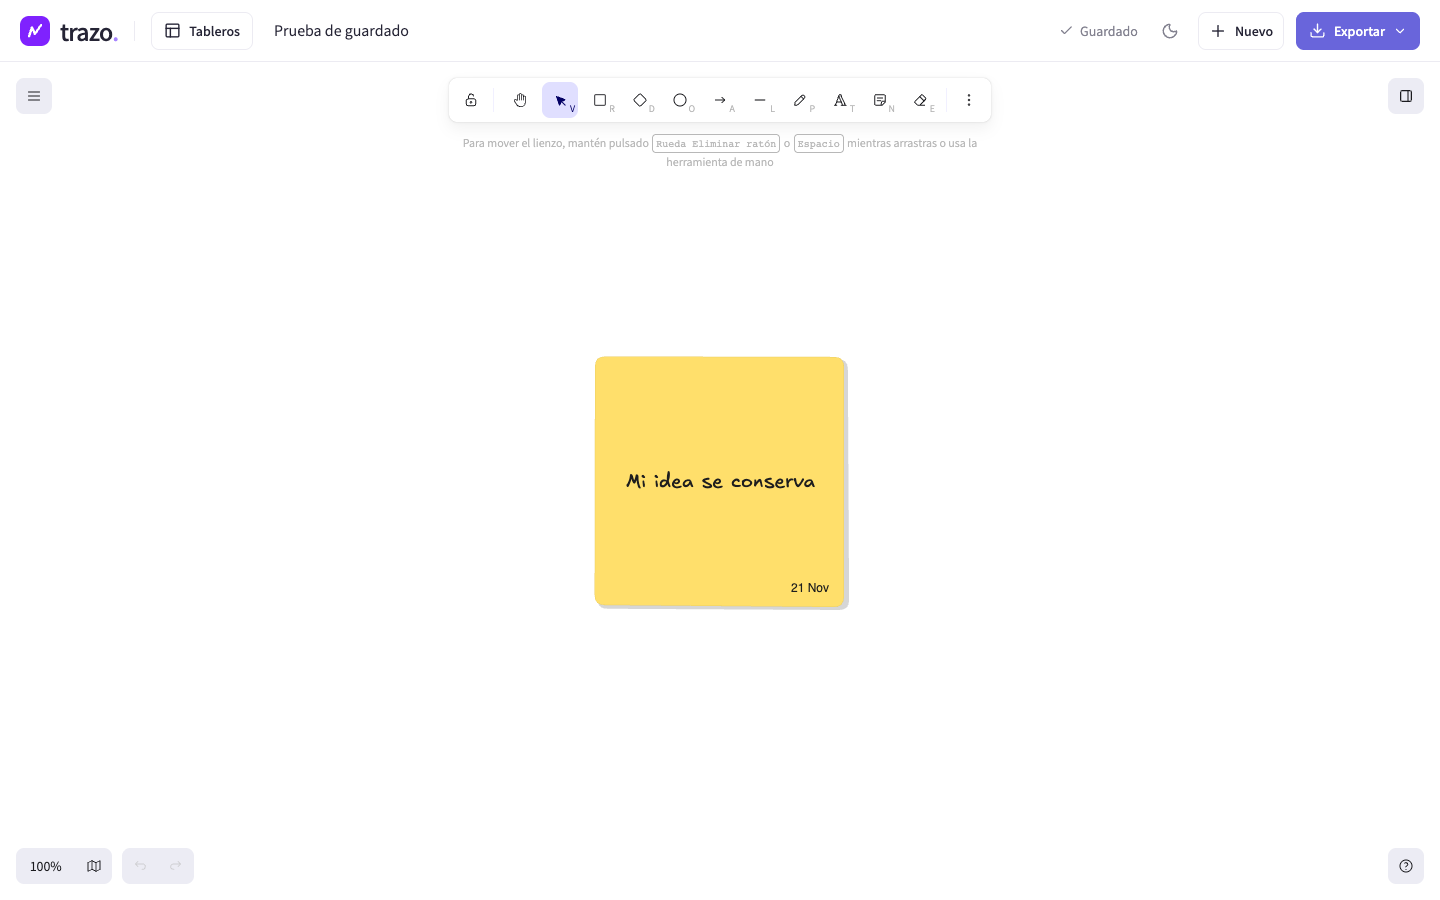 trazo.
Tableros
Prueba de guardado
Guardado
Nuevo
Exportar
V
R
D
O
A
L
P
T
N
E
Para mover el lienzo, mantén pulsado Rueda Eliminar ratón o Espacio mientras arrastras o usa la
herramienta de mano
Mi idea se conserva
21 Nov
100%